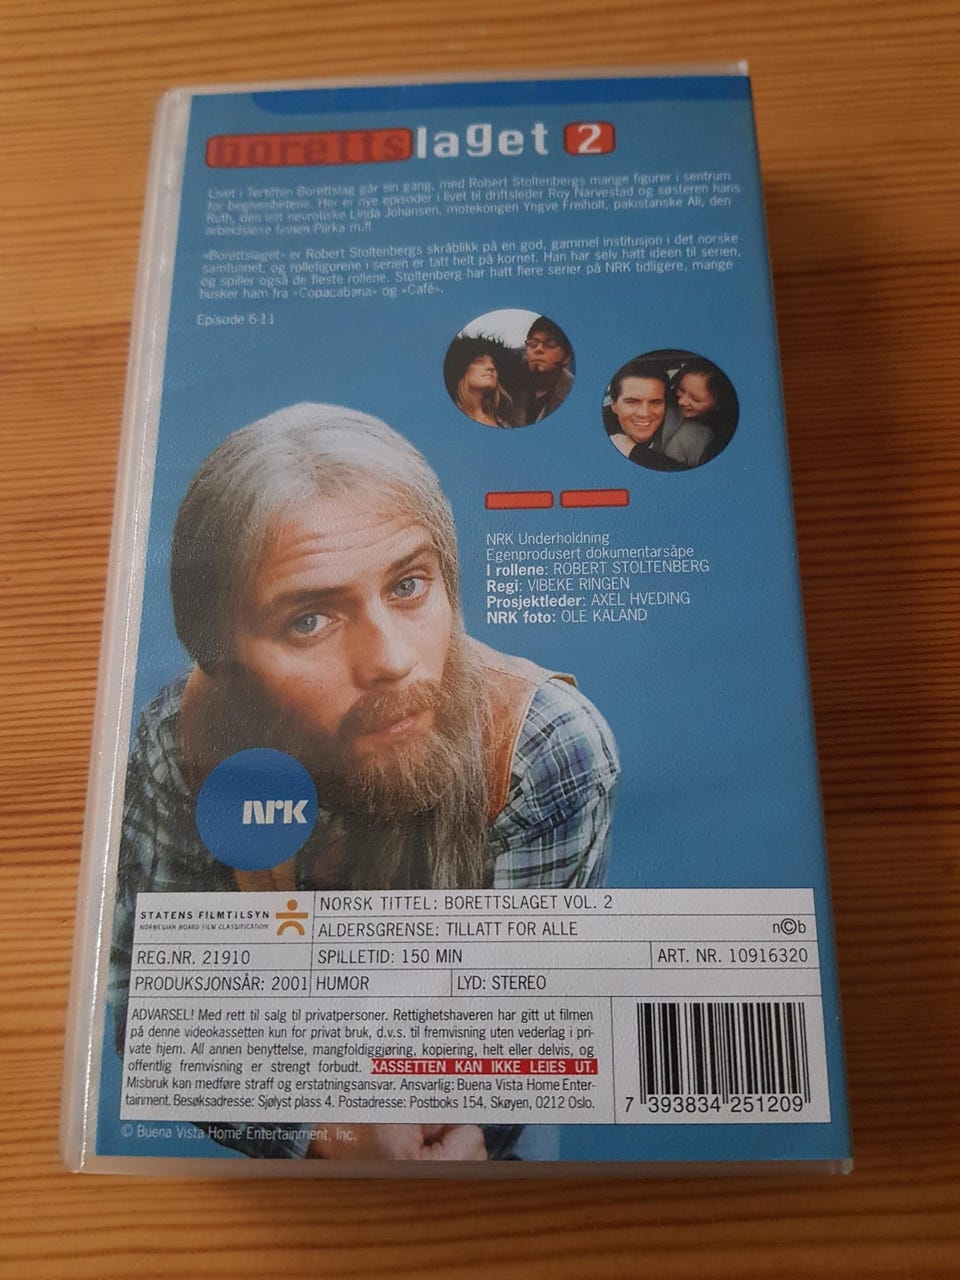 borettslaget 2
Livet i Tertitten Borettslag går sin gang, med Robert Stoltenbergs mange figurer i sentrum
for begivenhetene. Her er nye episoder i livet til driftsleder Roy Narvestad og søsteren hans
Ruth, den lett nevrotiske Linda Johansen, motekongen Yngve Freiholt, pakistanske Ali, den
arbeidsløse finnen Pirka m.fl.
«Borettslaget» er Robert Stoltenbergs skråblikk på en god, gammel institusjon i det norske
samfunnet, og rollefigurene i serien er tatt helt på kornet. Han har selv hatt ideen til serien,
og spiller også de fleste rollene. Stoltenberg har hatt flere serier på NRK tidligere, mange
husker ham fra «Copacabana» og «Café».
Episode 6-11
NRK Underholdning
Egenprodusert dokumentarsåpe
I rollene: ROBERT STOLTENBERG
Regi: VIBEKE RINGEN
Prosjektleder: AXEL HVEDING
NRK foto: OLE KALAND
NRK
STATENS FILMTILSYN
NORWEGIAN BOARD FILM CLASSIFICATION
NORSK TITTEL: BORETTSLAGET VOL. 2
ALDERSGRENSE: TILLATT FOR ALLE
n©b
REG.NR. 21910
SPILLETID: 150 MIN
ART. NR. 10916320
PRODUKSJONSÅR: 2001
HUMOR
LYD: STEREO
ADVARSEL! Med rett til salg til privatpersoner. Rettighetshaveren har gitt ut filmen
på denne videokassetten kun for privat bruk, d.v.s. til fremvisning uten vederlag i pri-
vate hjem. All annen benyttelse, mangfoldiggjøring, kopiering, helt eller delvis, og
offentlig fremvisning er strengt forbudt. KASSETTEN KAN IKKE LEIES UT.
Misbruk kan medføre straff og erstatningsansvar. Ansvarlig: Buena Vista Home Enter-
tainment. Besøksadresse: Sjølyst plass 4. Postadresse: Postboks 154, Skøyen, 0212 Oslo.
7 393834 251209
© Buena Vista Home Entertainment, Inc.